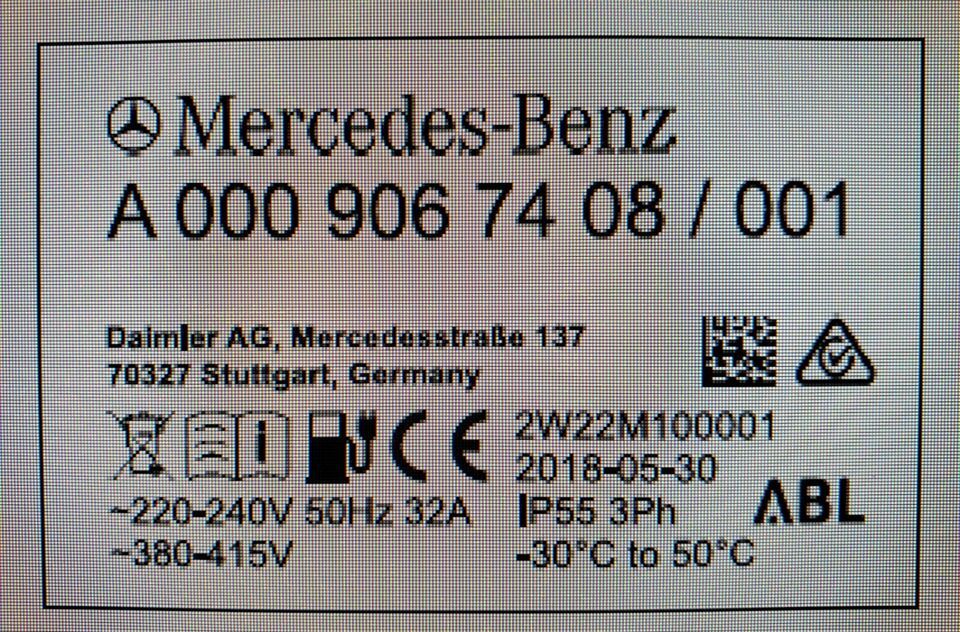 Mercedes-Benz
A 000 906 74 08 / 001
Daimler AG, Mercedesstraße 137
70327 Stuttgart, Germany
2W22M100001
2018-05-30
~220-240V 50Hz 32A IP55 3Ph
~380-415V -30°C to 50°C
ABL
CE